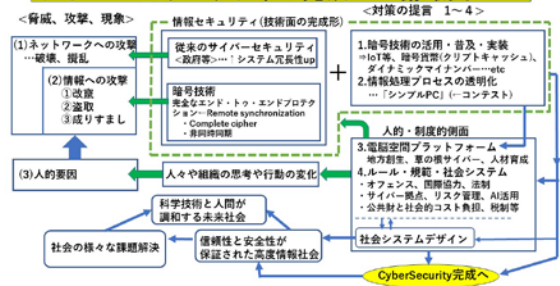 <脅威、攻撃、現象>
情報セキュリティ(技術面の完成形)
<対策の提言 1～4>
(1)ネットワークへの攻撃
…破壊、撹乱
(2)情報への攻撃
①改竄
②盗取
③成りすまし
(3)人的要因
従来のサイバーセキュリティ
<政府等>…↑システム冗長性up
暗号技術
完全なエンド・トゥ・エンドプロテク
ション←Remote synchronization
・Complete cipher
・非同時同期
+
1.暗号技術の活用・普及・実装
⇒IoT等、暗号貨幣(クリプトキャッシュ)、
ダイナミックマイナンバー……etc
2.情報処理プロセスの透明化
…「シンプルPC」(←コンテスト)
人的・制度的側面
3.電脳空間プラットフォーム
地方創生、草の根サイバー、人材育成
4.ルール・規範・社会システム
・オフェンス、国際協力、法制
・サイバー拠点、リスク管理、AI活用
・公共財と社会的コスト負担、税制等
人々や組織の思考や行動の変化
科学技術と人間が
調和する未来社会
社会の様々な課題解決
信頼性と安全性が
保証された高度情報社会
社会システムデザイン
CyberSecurity完成へ